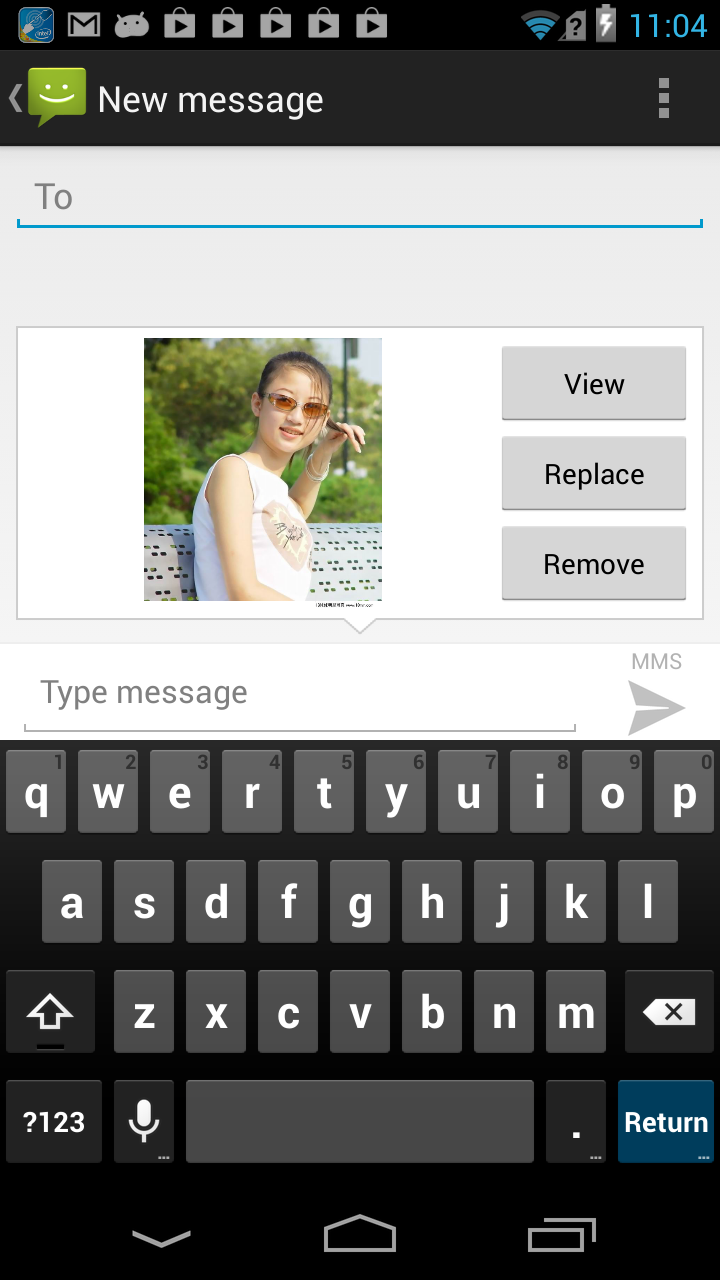 11:04
New message
To
View
Replace
Remove
MMS
Type message
1 2 3 4 5 6 7 8 9 0
q w e r t y u i o p
a s d f g h j k l
z x c v b n m
?123 . Return